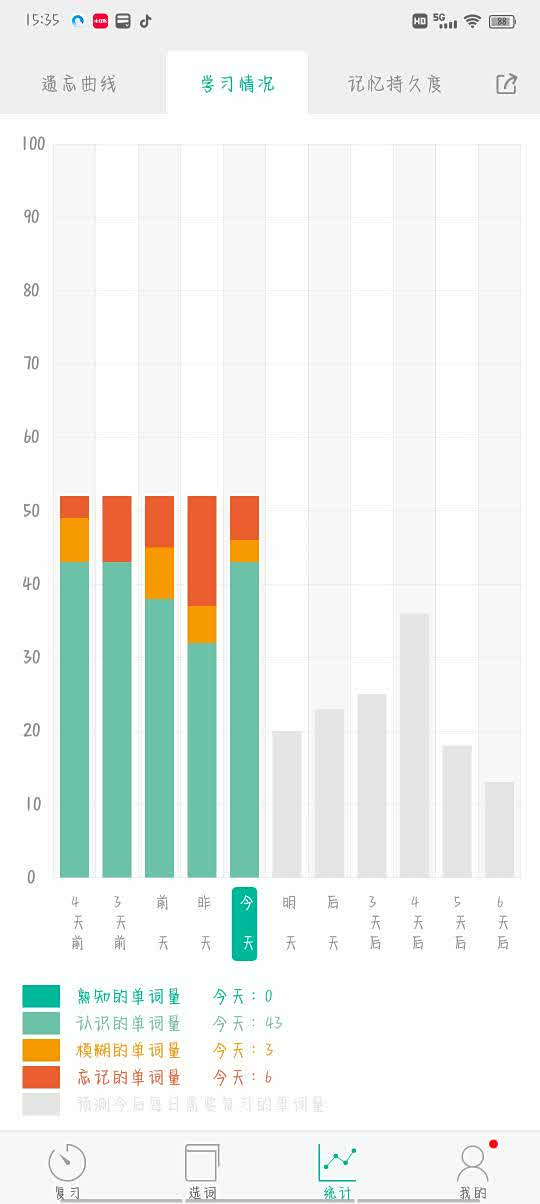 15:35 HD 5G 88
遗忘曲线 学习情况 记忆持久度
100
90
80
70
60
50
40
30
20
10
0
4天前 3天前 前天 昨天 今天 明天 后天 3天后 4天后 5天后 6天后
熟知的单词量 今天：0
认识的单词量 今天：43
模糊的单词量 今天：3
忘记的单词量 今天：6
预测今后每日需要复习的单词量
复习 选词 统计 我的